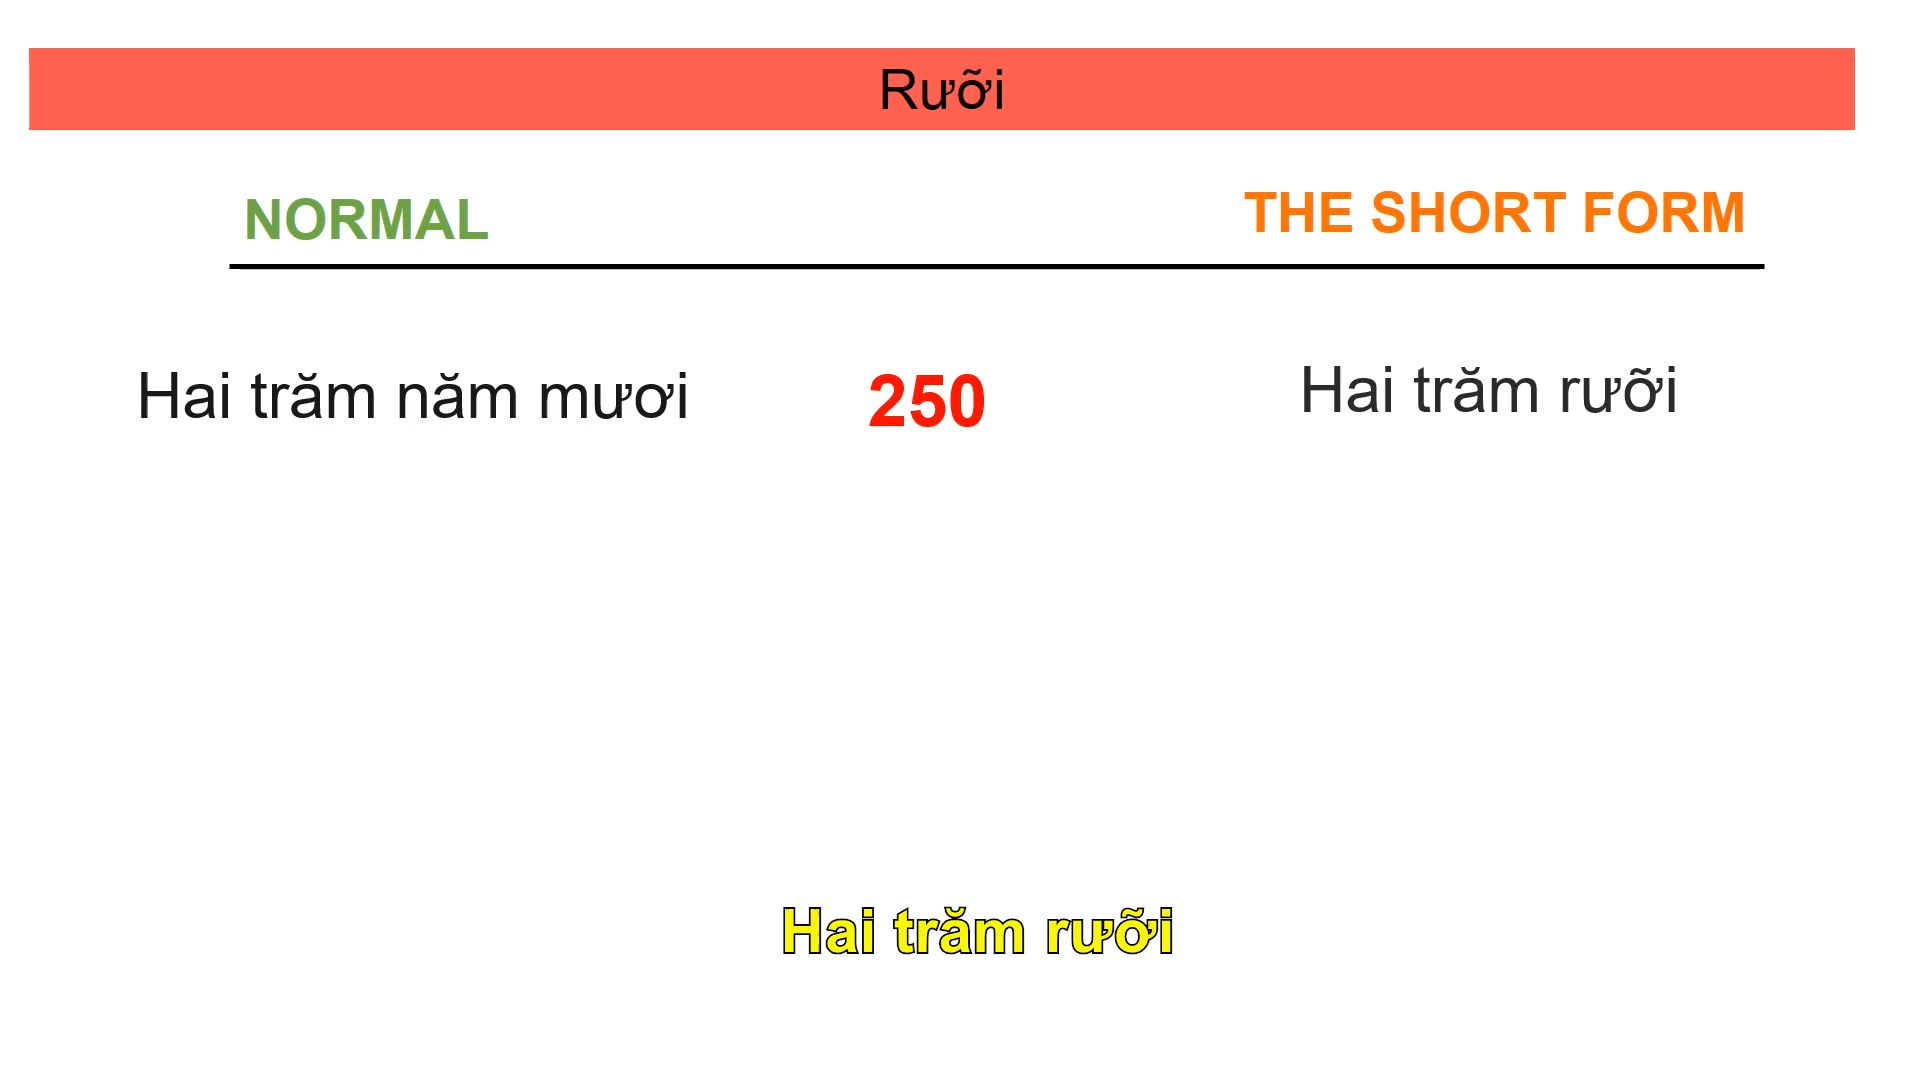 Rưỡi
NORMAL
THE SHORT FORM
Hai trăm năm mươi
250
Hai trăm rưỡi
Hai trăm rưỡi